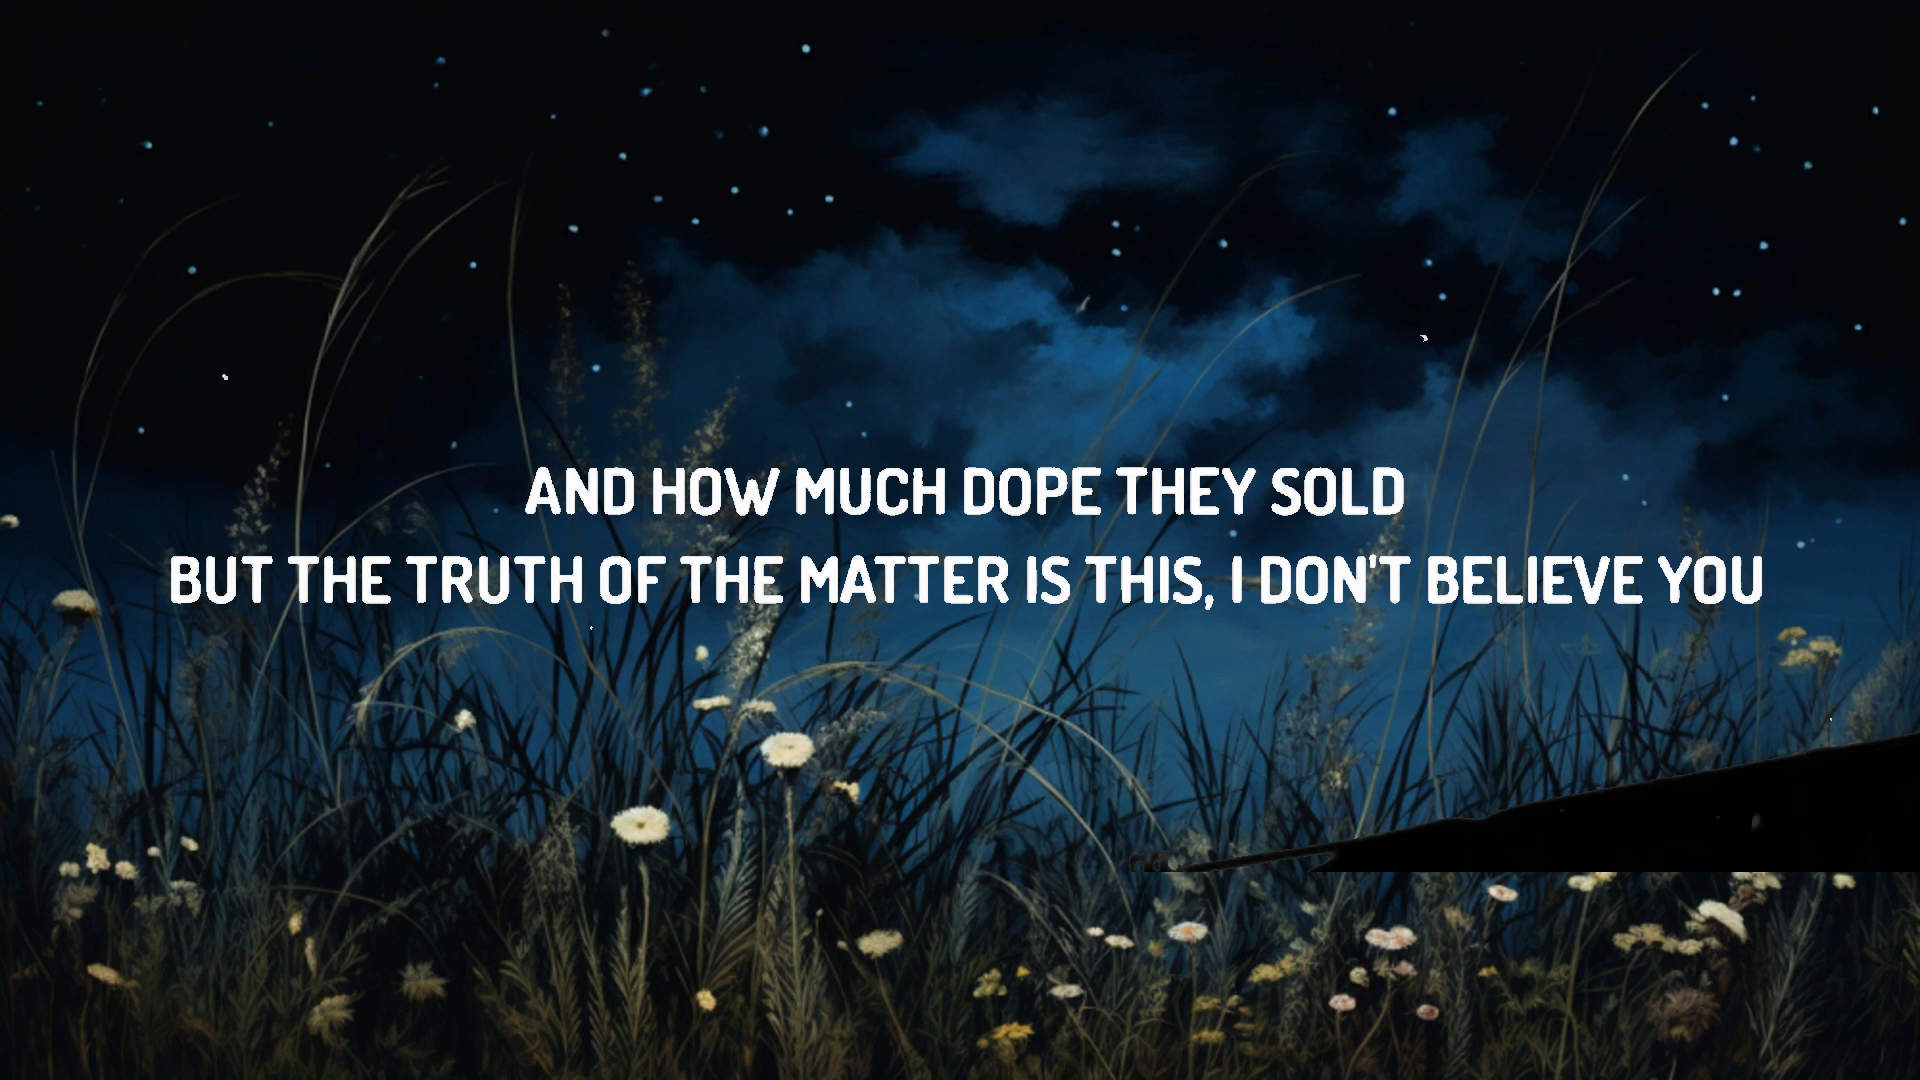 AND HOW MUCH DOPE THEY SOLD
BUT THE TRUTH OF THE MATTER IS THIS, I DON'T BELIEVE YOU